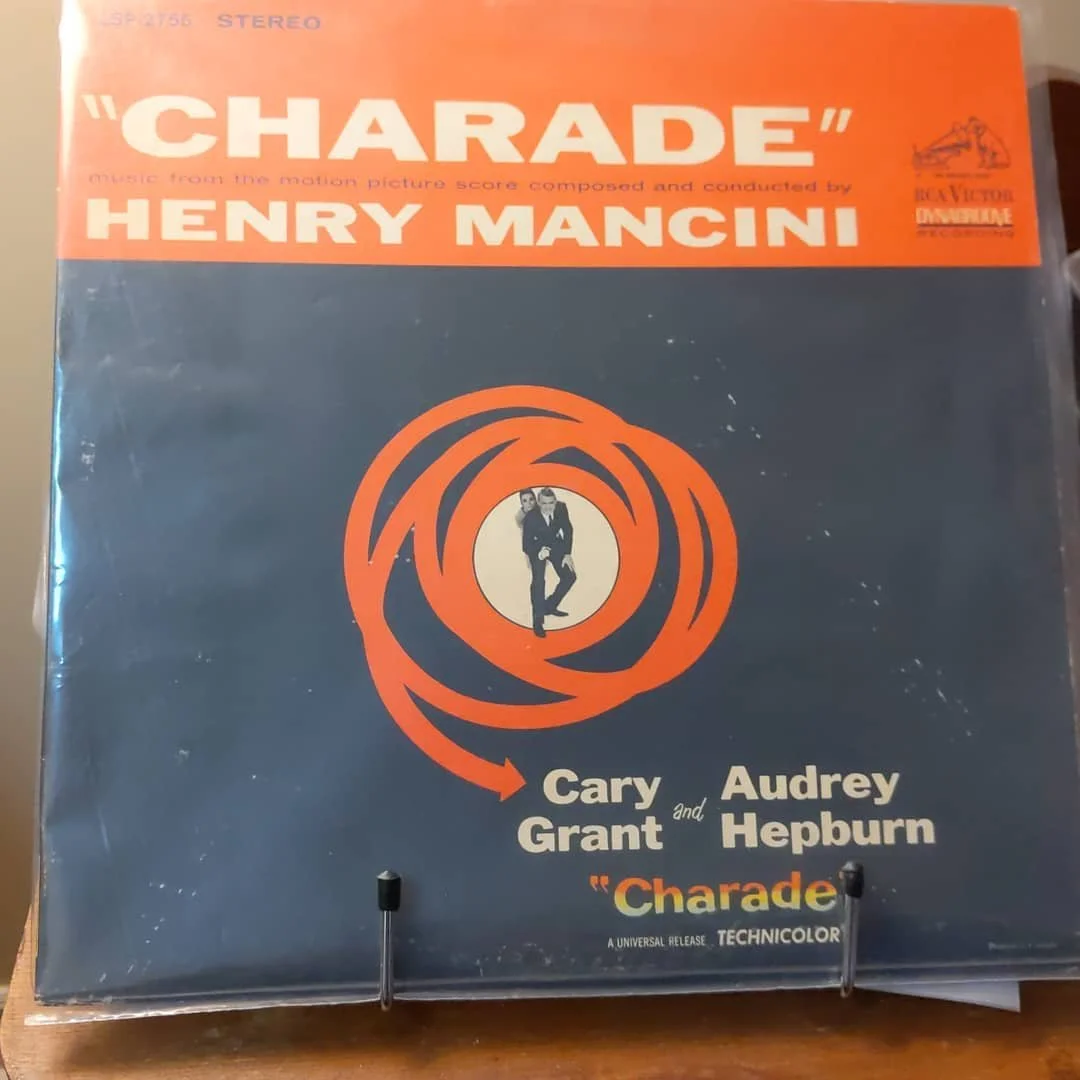 LSP-2755 STEREO
"CHARADE"
music from the motion picture score composed and conducted by
HENRY MANCINI
RCA VICTOR
DYNAGROOVE
RECORDING
Cary Grant and Audrey Hepburn
"Charade
A UNIVERSAL RELEASE TECHNICOLOR